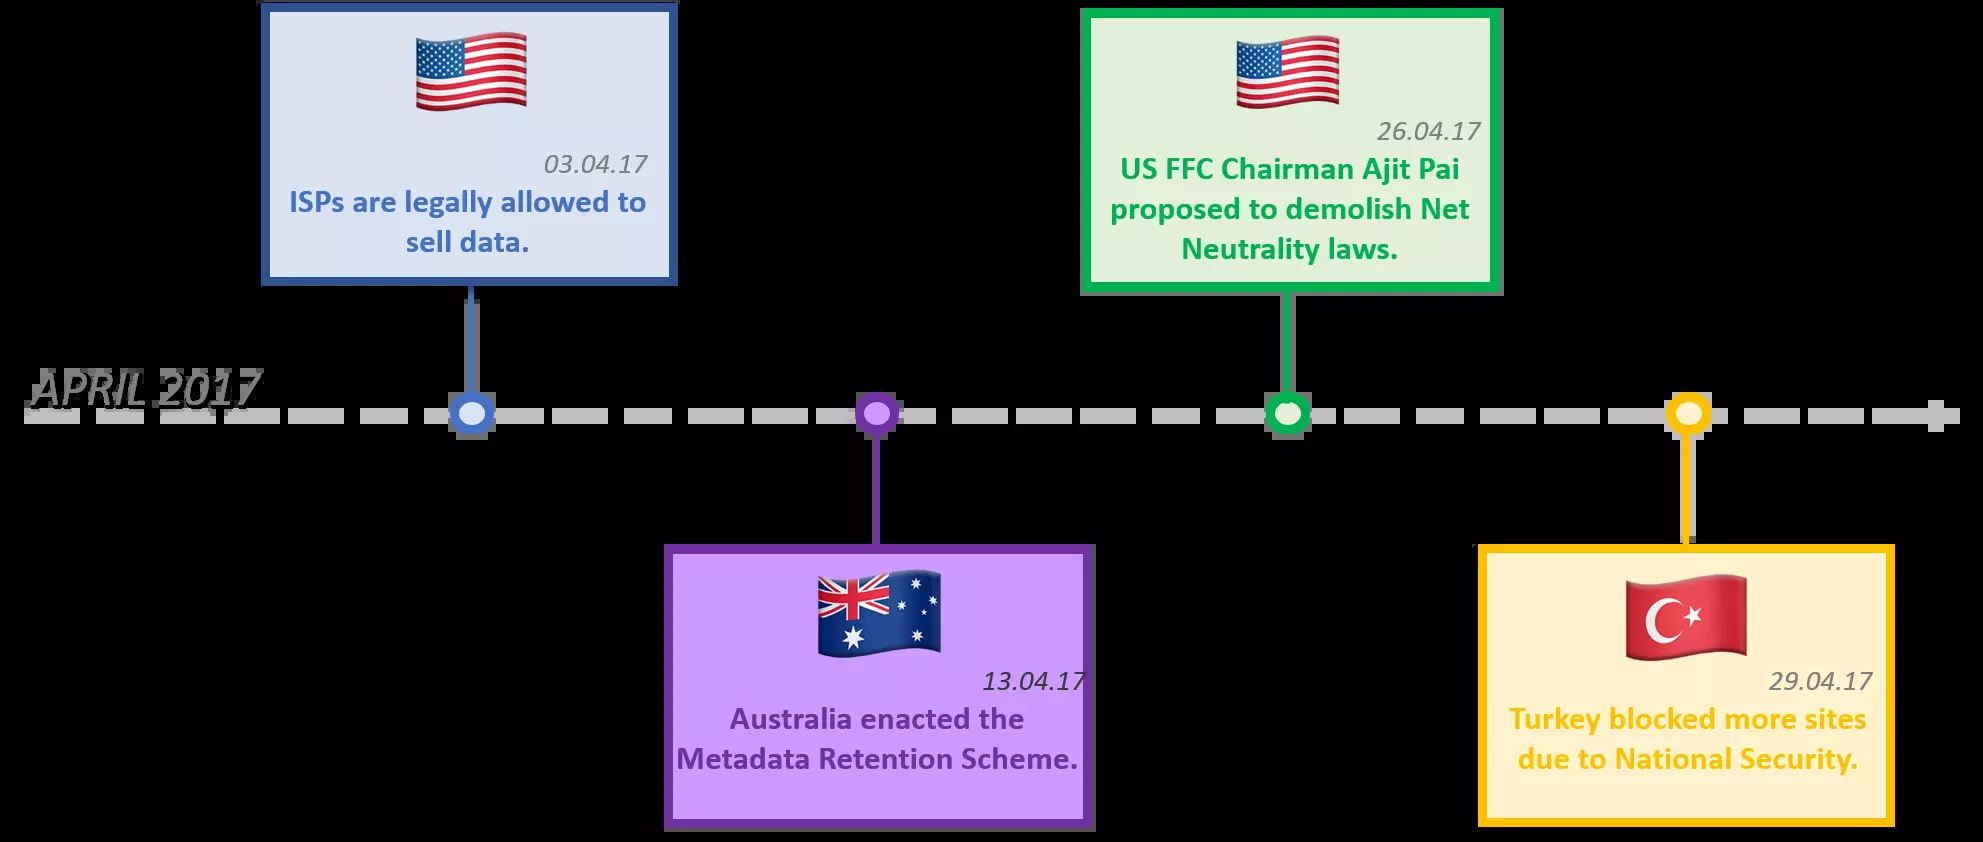 03.04.17
ISPs are legally allowed to
sell data.
26.04.17
US FFC Chairman Ajit Pai
proposed to demolish Net
Neutrality laws.
APRIL 2017
13.04.17
Australia enacted the
Metadata Retention Scheme.
29.04.17
Turkey blocked more sites
due to National Security.